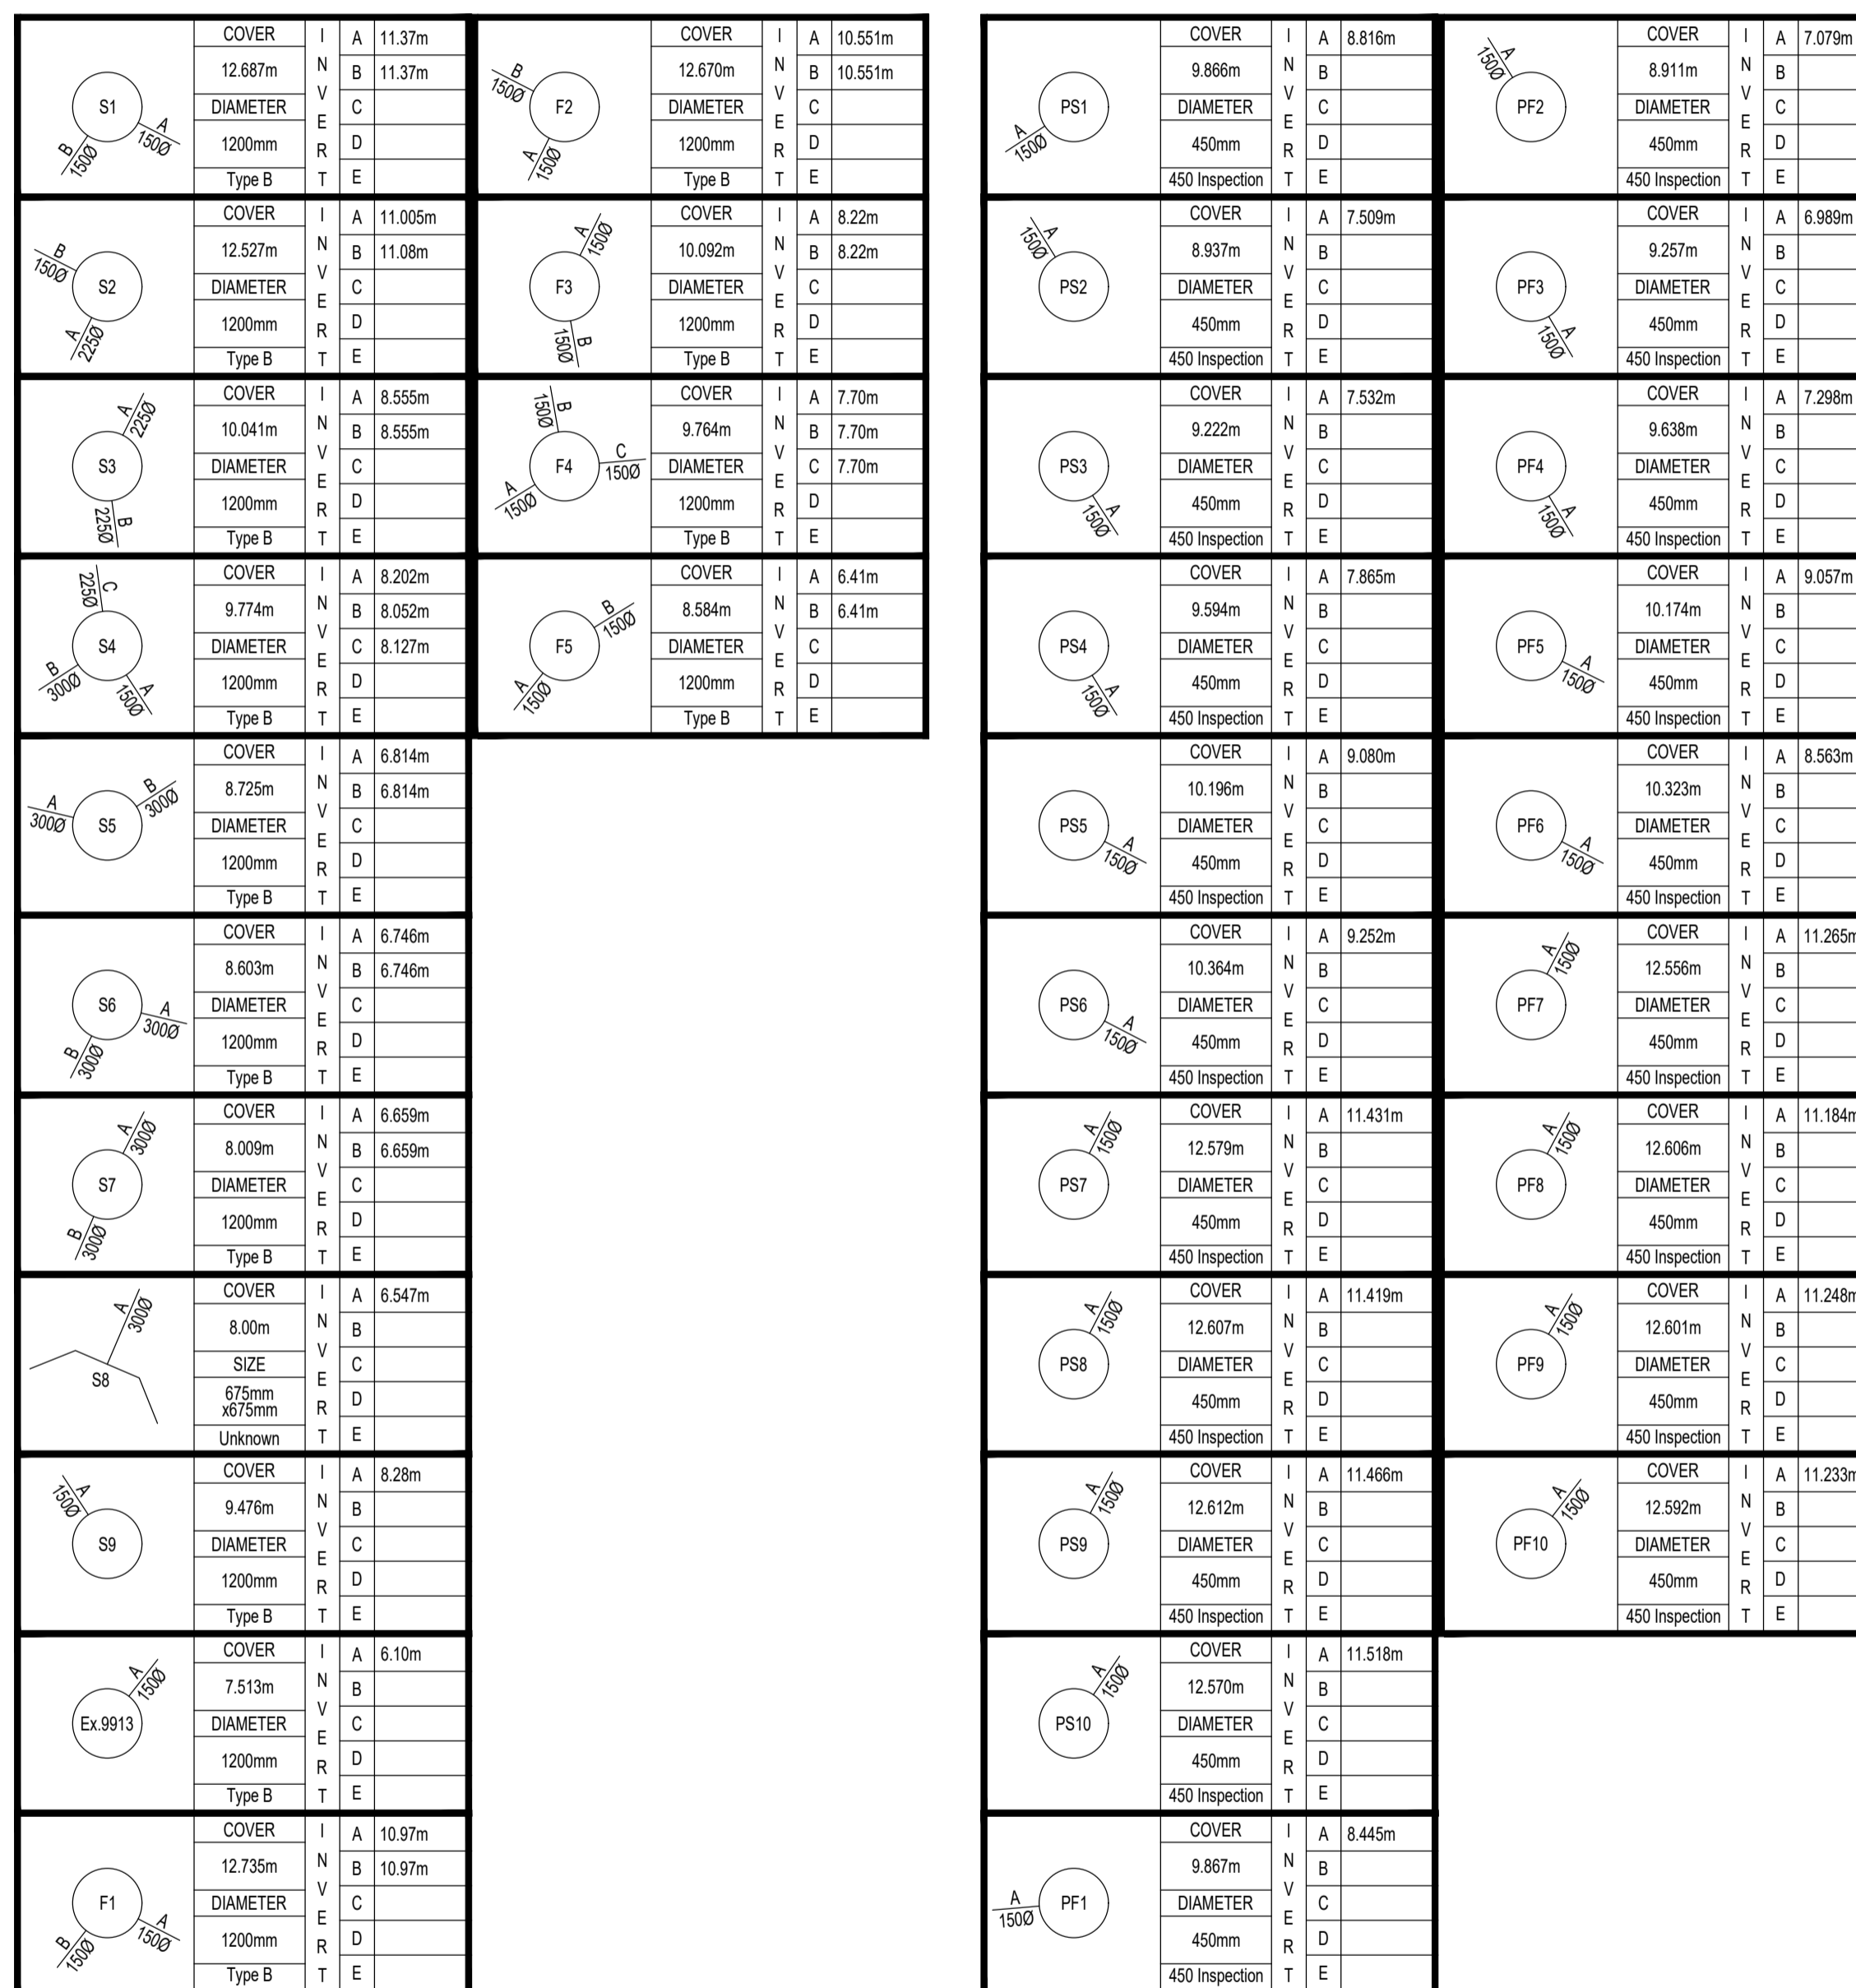 S1
A
150Ø
B
150Ø
COVER
12.687m
DIAMETER
1200mm
Type B
INVERT
A 11.37m
B 11.37m
C
D
E
S2
B
150Ø
A
225Ø
COVER
12.527m
DIAMETER
1200mm
Type B
INVERT
A 11.005m
B 11.08m
C
D
E
S3
A
225Ø
B
225Ø
COVER
10.041m
DIAMETER
1200mm
Type B
INVERT
A 8.555m
B 8.555m
C
D
E
S4
C
225Ø
B
300Ø
A
150Ø
COVER
9.774m
DIAMETER
1200mm
Type B
INVERT
A 8.202m
B 8.052m
C 8.127m
D
E
S5
A
300Ø
B
300Ø
COVER
8.725m
DIAMETER
1200mm
Type B
INVERT
A 6.814m
B 6.814m
C
D
E
S6
A
300Ø
B
300Ø
COVER
8.603m
DIAMETER
1200mm
Type B
INVERT
A 6.746m
B 6.746m
C
D
E
S7
A
300Ø
B
300Ø
COVER
8.009m
DIAMETER
1200mm
Type B
INVERT
A 6.659m
B 6.659m
C
D
E
S8
A
300Ø
COVER
8.00m
SIZE
675mm
x675mm
Unknown
INVERT
A 6.547m
B
C
D
E
S9
A
150Ø
COVER
9.476m
DIAMETER
1200mm
Type B
INVERT
A 8.28m
B
C
D
E
Ex.9913
A
150Ø
COVER
7.513m
DIAMETER
1200mm
Type B
INVERT
A 6.10m
B
C
D
E
F1
A
150Ø
B
150Ø
COVER
12.735m
DIAMETER
1200mm
Type B
INVERT
A 10.97m
B 10.97m
C
D
E
F2
B
150Ø
A
150Ø
COVER
12.670m
DIAMETER
1200mm
Type B
INVERT
A 10.551m
B 10.551m
C
D
E
F3
A
150Ø
B
150Ø
COVER
10.092m
DIAMETER
1200mm
Type B
INVERT
A 8.22m
B 8.22m
C
D
E
F4
B
150Ø
C
150Ø
A
150Ø
COVER
9.764m
DIAMETER
1200mm
Type B
INVERT
A 7.70m
B 7.70m
C 7.70m
D
E
F5
B
150Ø
A
150Ø
COVER
8.584m
DIAMETER
1200mm
Type B
INVERT
A 6.41m
B 6.41m
C
D
E
PS1
A
150Ø
COVER
9.866m
DIAMETER
450mm
450 Inspection
INVERT
A 8.816m
B
C
D
E
PS2
A
150Ø
COVER
8.937m
DIAMETER
450mm
450 Inspection
INVERT
A 7.509m
B
C
D
E
PS3
A
150Ø
COVER
9.222m
DIAMETER
450mm
450 Inspection
INVERT
A 7.532m
B
C
D
E
PS4
A
150Ø
COVER
9.594m
DIAMETER
450mm
450 Inspection
INVERT
A 7.865m
B
C
D
E
PS5
A
150Ø
COVER
10.196m
DIAMETER
450mm
450 Inspection
INVERT
A 9.080m
B
C
D
E
PS6
A
150Ø
COVER
10.364m
DIAMETER
450mm
450 Inspection
INVERT
A 9.252m
B
C
D
E
PS7
A
150Ø
COVER
12.579m
DIAMETER
450mm
450 Inspection
INVERT
A 11.431m
B
C
D
E
PS8
A
150Ø
COVER
12.607m
DIAMETER
450mm
450 Inspection
INVERT
A 11.419m
B
C
D
E
PS9
A
150Ø
COVER
12.612m
DIAMETER
450mm
450 Inspection
INVERT
A 11.466m
B
C
D
E
PS10
A
150Ø
COVER
12.570m
DIAMETER
450mm
450 Inspection
INVERT
A 11.518m
B
C
D
E
PF1
A
150Ø
COVER
9.867m
DIAMETER
450mm
450 Inspection
INVERT
A 8.445m
B
C
D
E
PF2
A
150Ø
COVER
8.911m
DIAMETER
450mm
450 Inspection
INVERT
A 7.079m
B
C
D
E
PF3
A
150Ø
COVER
9.257m
DIAMETER
450mm
450 Inspection
INVERT
A 6.989m
B
C
D
E
PF4
A
150Ø
COVER
9.638m
DIAMETER
450mm
450 Inspection
INVERT
A 7.298m
B
C
D
E
PF5
A
150Ø
COVER
10.174m
DIAMETER
450mm
450 Inspection
INVERT
A 9.057m
B
C
D
E
PF6
A
150Ø
COVER
10.323m
DIAMETER
450mm
450 Inspection
INVERT
A 8.563m
B
C
D
E
PF7
A
150Ø
COVER
12.556m
DIAMETER
450mm
450 Inspection
INVERT
A 11.265m
B
C
D
E
PF8
A
150Ø
COVER
12.606m
DIAMETER
450mm
450 Inspection
INVERT
A 11.184m
B
C
D
E
PF9
A
150Ø
COVER
12.601m
DIAMETER
450mm
450 Inspection
INVERT
A 11.248m
B
C
D
E
PF10
A
150Ø
COVER
12.592m
DIAMETER
450mm
450 Inspection
INVERT
A 11.233m
B
C
D
E